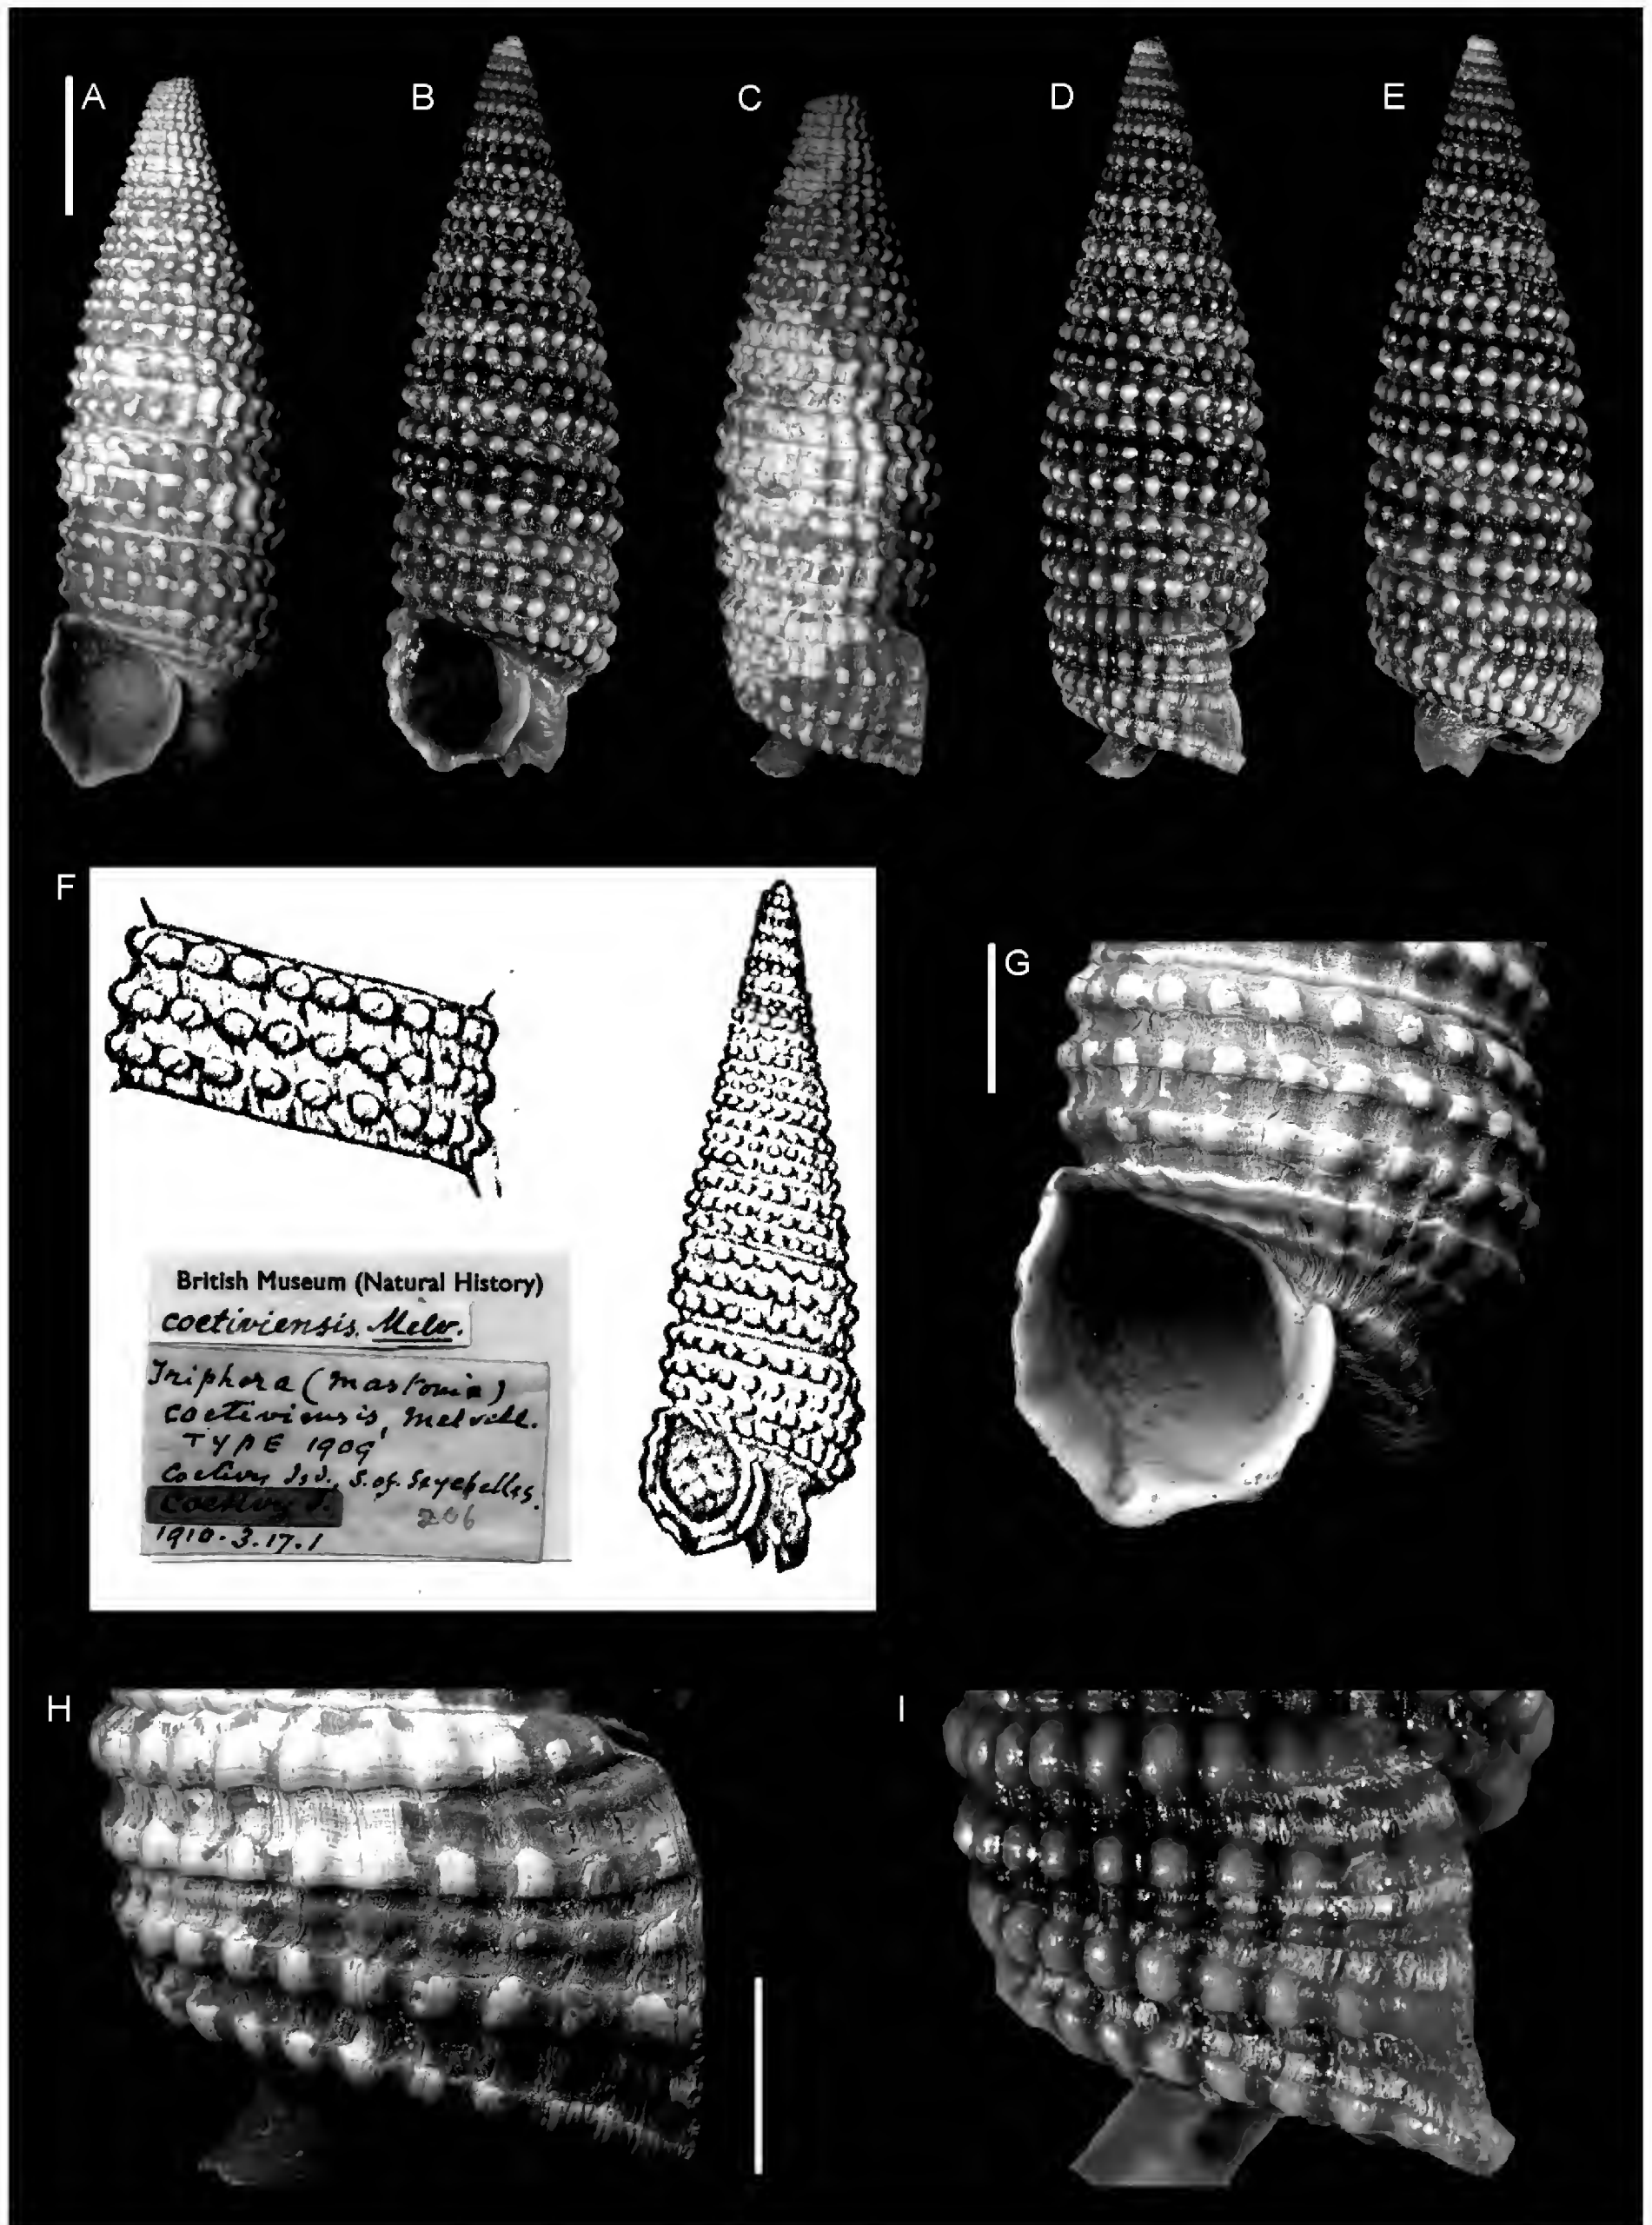 A
B
C
D
E
F
British Museum (Natural History)
coetiviensis. Melv.
Triphora (Mastonia)
coetiviensis, Melvill.
TYPE 1909
Coetivy Isd., S. of Seychelles.
Coetivy I.
206
1910.3.17.1
G
H
I